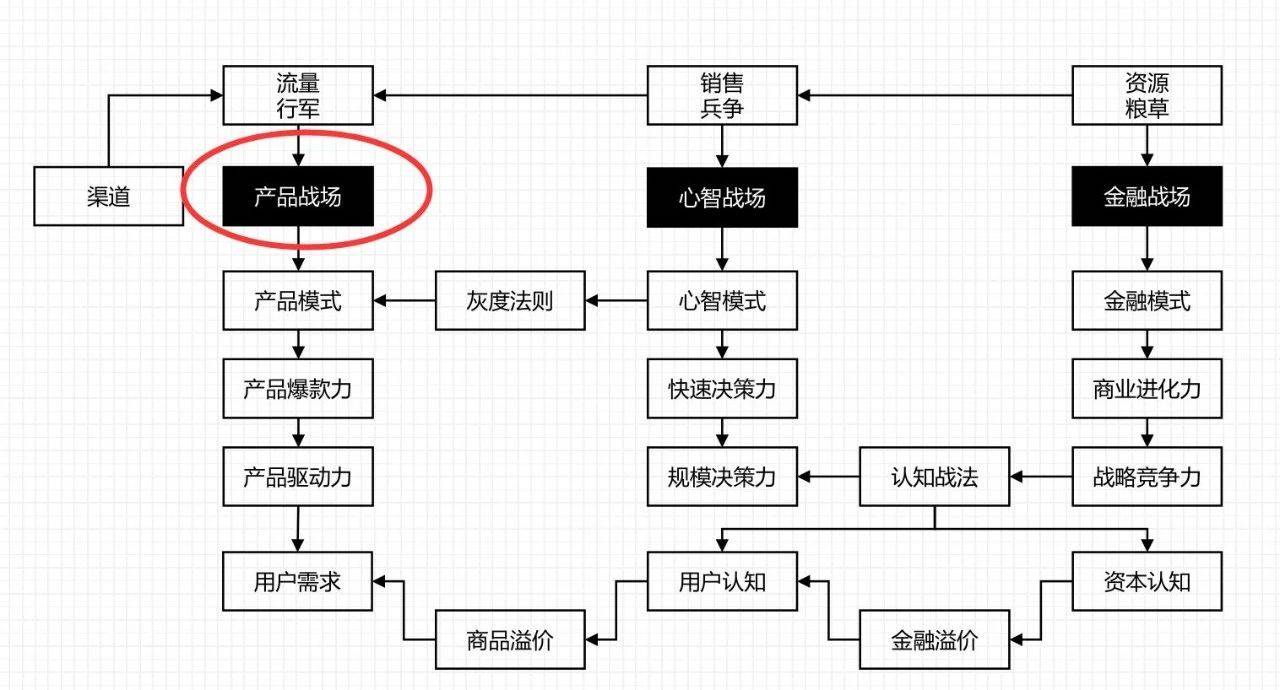 流量
行军
销售
兵争
资源
粮草
渠道
产品战场
心智战场
金融战场
产品模式
灰度法则
心智模式
金融模式
产品爆款力
快速决策力
商业进化力
产品驱动力
规模决策力
认知战法
战略竞争力
用户需求
用户认知
资本认知
商品溢价
金融溢价